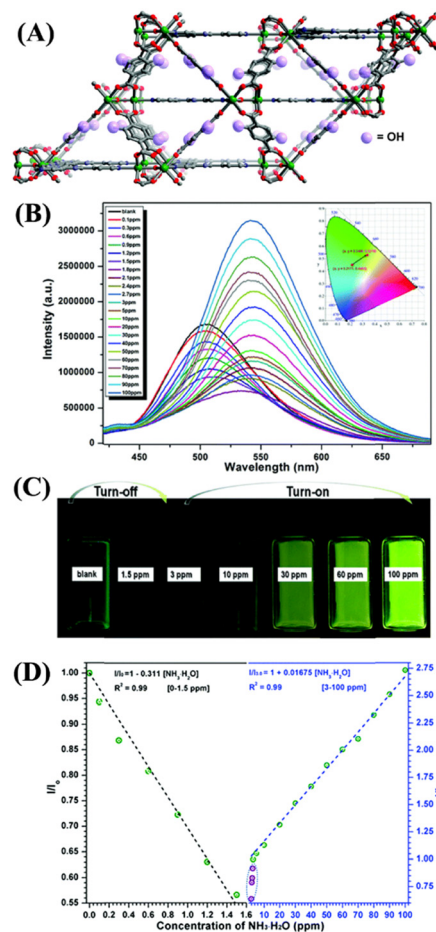 (A)
= OH
(B)
Intensity (a.u.)
3000000
2500000
2000000
1500000
1000000
500000
0
blank
0.1ppm
0.3ppm
0.6ppm
0.9ppm
1.2ppm
1.5ppm
1.8ppm
2.1ppm
2.4ppm
2.7ppm
3ppm
5ppm
10ppm
20ppm
30ppm
40ppm
50ppm
60ppm
70ppm
80ppm
90ppm
100ppm
450 500 550 600 650
Wavelength (nm)
(C)
Turn-off Turn-on
blank 1.5 ppm 3 ppm 10 ppm 30 ppm 60 ppm 100 ppm
(D)
I/I₀ = 1 - 0.311 [NH₃·H₂O]
R² = 0.99 [0-1.5 ppm]
= 1 + 0.01675 [NH₃·H₂O]
R² = 0.99 [3-100 ppm]
I/I₀
1.00
0.95
0.90
0.85
0.80
0.75
0.70
0.65
0.60
0.55
2.75
2.50
2.25
2.00
1.75
1.50
1.25
1.00
0.75
0.0 0.2 0.4 0.6 0.8 1.0 1.2 1.4 1.6 10 20 30 40 50 60 70 80 90 100
Concentration of NH₃·H₂O (ppm)